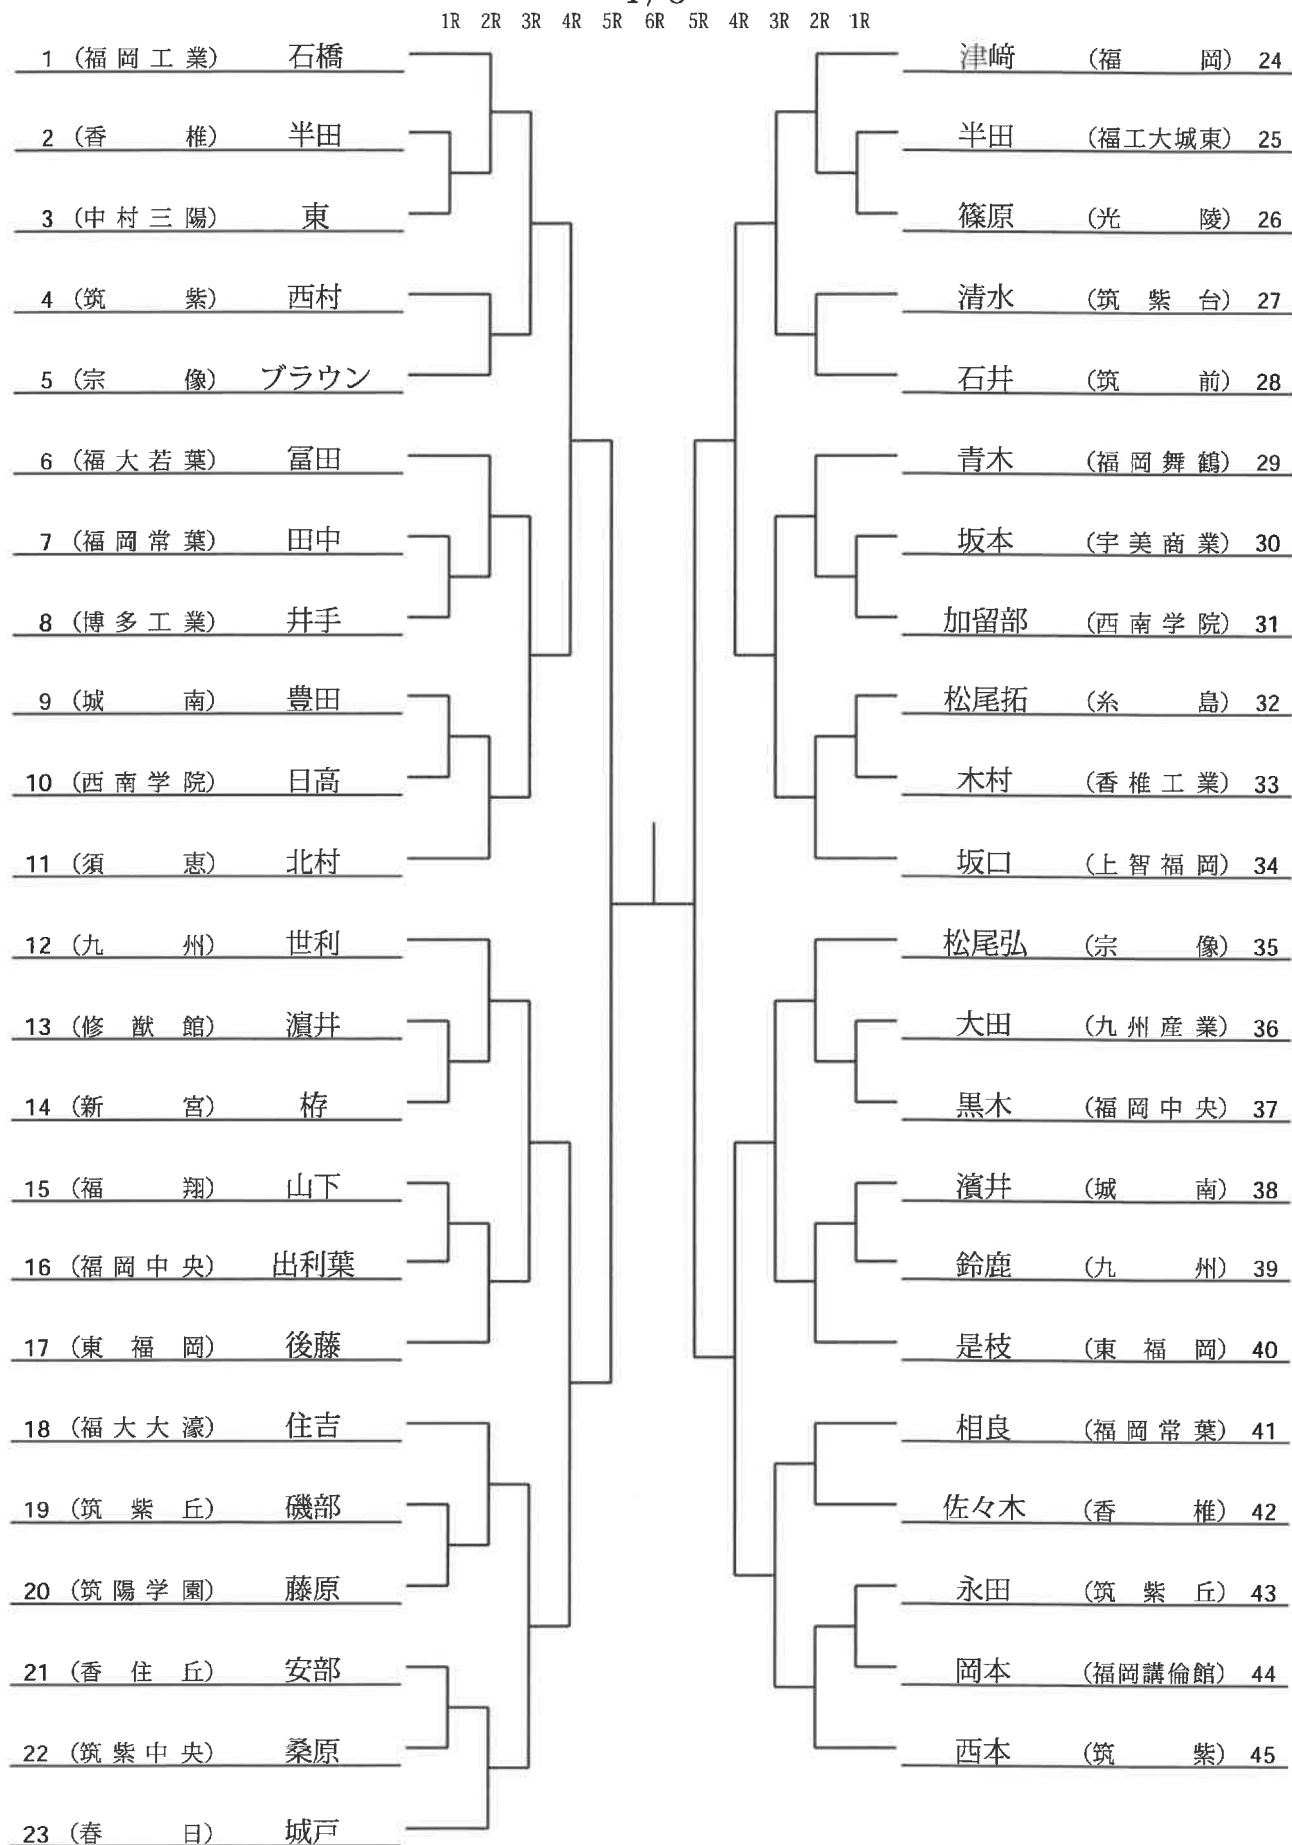 1R 2R 3R 4R 5R 6R 5R 4R 3R 2R 1R
1 (福岡工業) 石橋
2 (香椎) 半田
3 (中村三陽) 東
4 (筑紫) 西村
5 (宗像) ブラウン
6 (福大若葉) 冨田
7 (福岡常葉) 田中
8 (博多工業) 井手
9 (城南) 豊田
10 (西南学院) 日高
11 (須恵) 北村
12 (九州) 世利
13 (修猷館) 濵井
14 (新宮) 栫
15 (福翔) 山下
16 (福岡中央) 出利葉
17 (東福岡) 後藤
18 (福大大濠) 住吉
19 (筑紫丘) 磯部
20 (筑陽学園) 藤原
21 (香住丘) 安部
22 (筑紫中央) 桑原
23 (春日) 城戸
津﨑 (福岡) 24
半田 (福工大城東) 25
篠原 (光陵) 26
清水 (筑紫台) 27
石井 (筑前) 28
青木 (福岡舞鶴) 29
坂本 (宇美商業) 30
加留部 (西南学院) 31
松尾拓 (糸島) 32
木村 (香椎工業) 33
坂口 (上智福岡) 34
松尾弘 (宗像) 35
大田 (九州産業) 36
黒木 (福岡中央) 37
濱井 (城南) 38
鈴鹿 (九州) 39
是枝 (東福岡) 40
相良 (福岡常葉) 41
佐々木 (香椎) 42
永田 (筑紫丘) 43
岡本 (福岡講倫館) 44
西本 (筑紫) 45